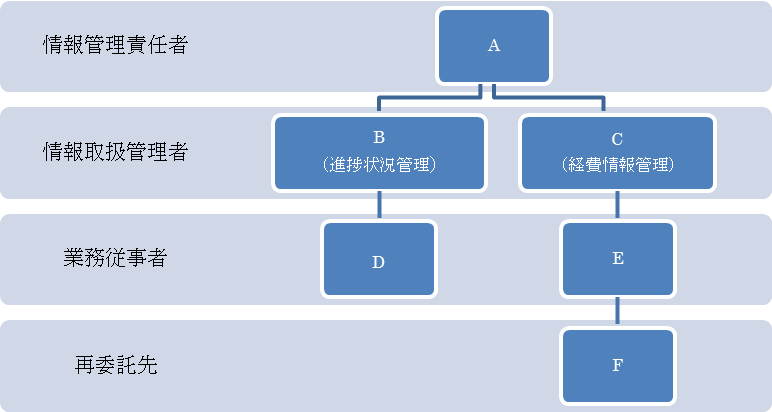 情報管理責任者
A
情報取扱管理者
B
（進捗状況管理）
C
（経費情報管理）
業務従事者
D
E
再委託先
F